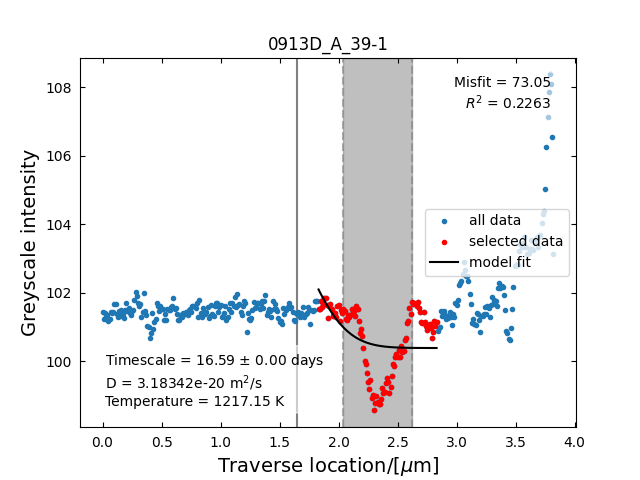 0913D_A_39-1
Misfit = 73.05
R² = 0.2263
Greyscale intensity
108
106
104
102
100
all data
selected data
model fit
Timescale = 16.59 ± 0.00 days
D = 3.18342e-20 m²/s
Temperature = 1217.15 K
0.0 0.5 1.0 1.5 2.0 2.5 3.0 3.5 4.0
Traverse location/[μm]